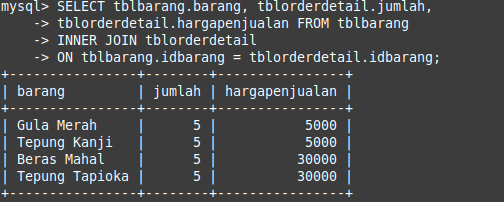 mysql> SELECT tblbarang.barang, tblorderdetail.jumlah,
    -> tblorderdetail.hargapenjualan FROM tblbarang
    -> INNER JOIN tblorderdetail
    -> ON tblbarang.idbarang = tblorderdetail.idbarang;
+----------------+--------+----------------+
| barang         | jumlah | hargapenjualan |
+----------------+--------+----------------+
| Gula Merah     |      5 |           5000 |
| Tepung Kanji   |      5 |           5000 |
| Beras Mahal    |      5 |          30000 |
| Tepung Tapioka |      5 |          30000 |
+----------------+--------+----------------+